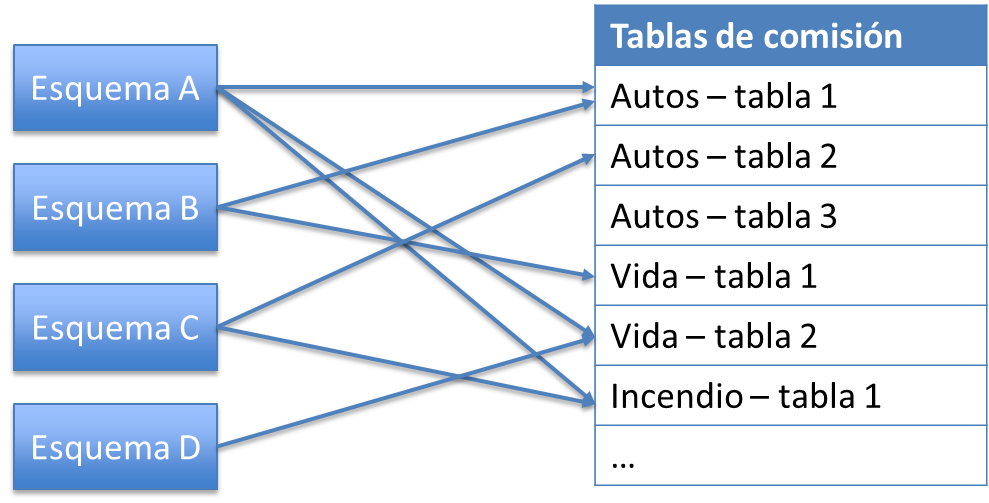 Esquema A
Esquema B
Esquema C
Esquema D
Tablas de comisión
Autos – tabla 1
Autos – tabla 2
Autos – tabla 3
Vida – tabla 1
Vida – tabla 2
Incendio – tabla 1
...